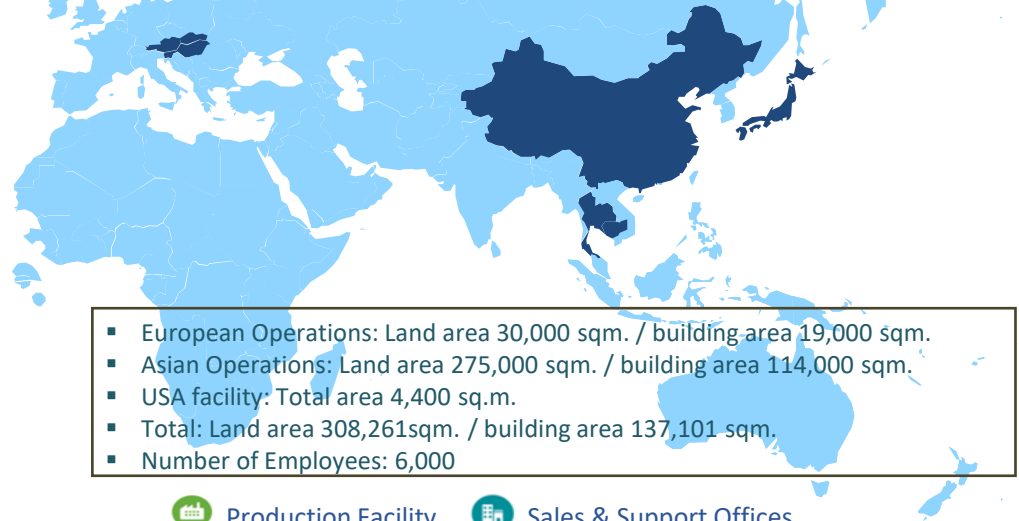 ▪ European Operations: Land area 30,000 sqm. / building area 19,000 sqm.
▪ Asian Operations: Land area 275,000 sqm. / building area 114,000 sqm.
▪ USA facility: Total area 4,400 sq.m.
▪ Total: Land area 308,261sqm. / building area 137,101 sqm.
▪ Number of Employees: 6,000
Production Facility Sales & Support Offices